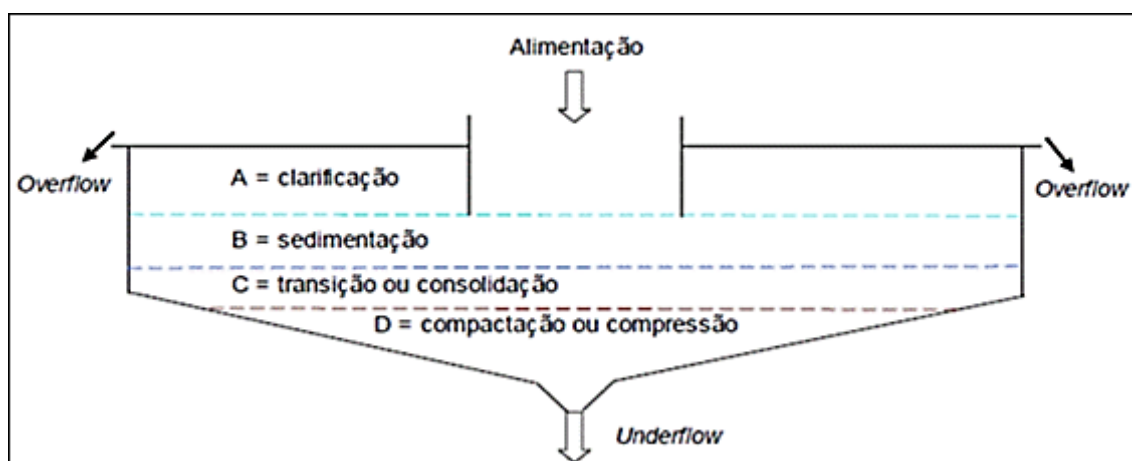 Alimentação
Overflow
Overflow
A = clarificação
B = sedimentação
C = transição ou consolidação
D = compactação ou compressão
Underflow